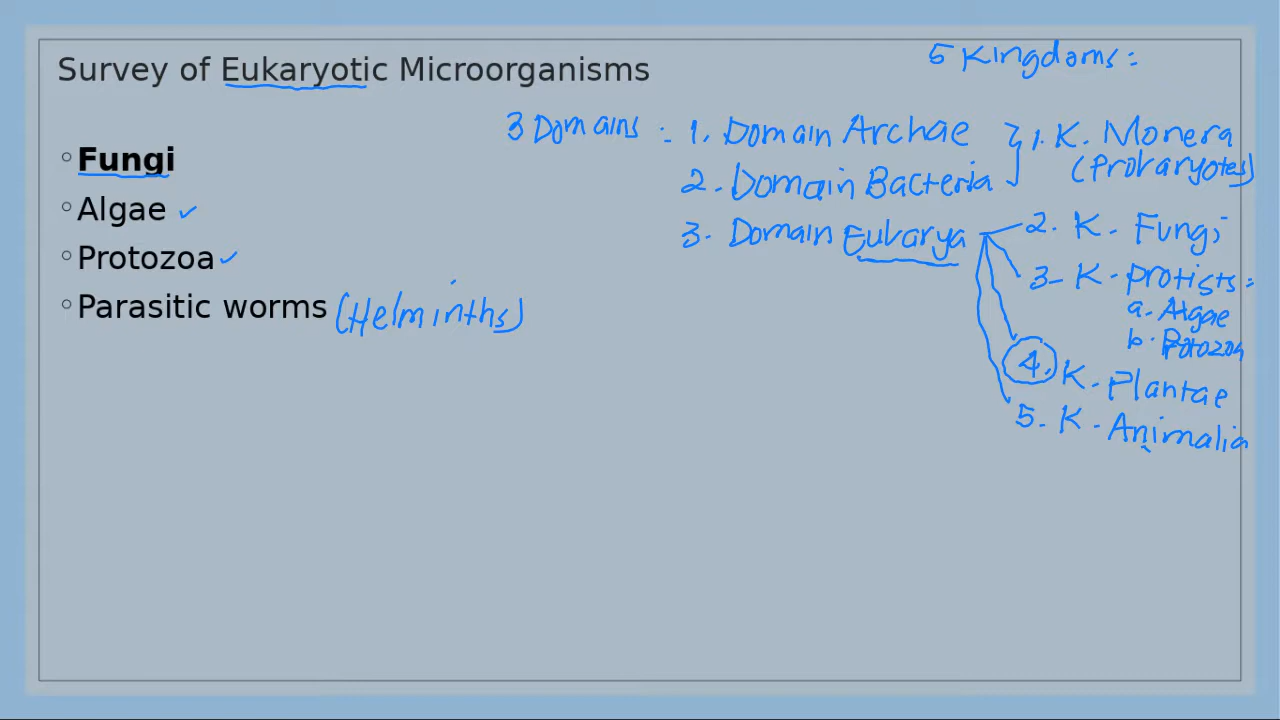 Survey of Eukaryotic Microorganisms
5 Kingdoms :
3 Domains : 1. Domain Archae } 1. K. Monera
(Prokaryotes)
2. Domain Bacteria
3. Domain Eukarya
2. K. Fungi
3. K. Protists :
a. Algae
b. Protozoa
4. K. Plantae
5. K. Animalia
◦ Fungi
◦ Algae ✓
◦ Protozoa ✓
◦ Parasitic worms (Helminths)